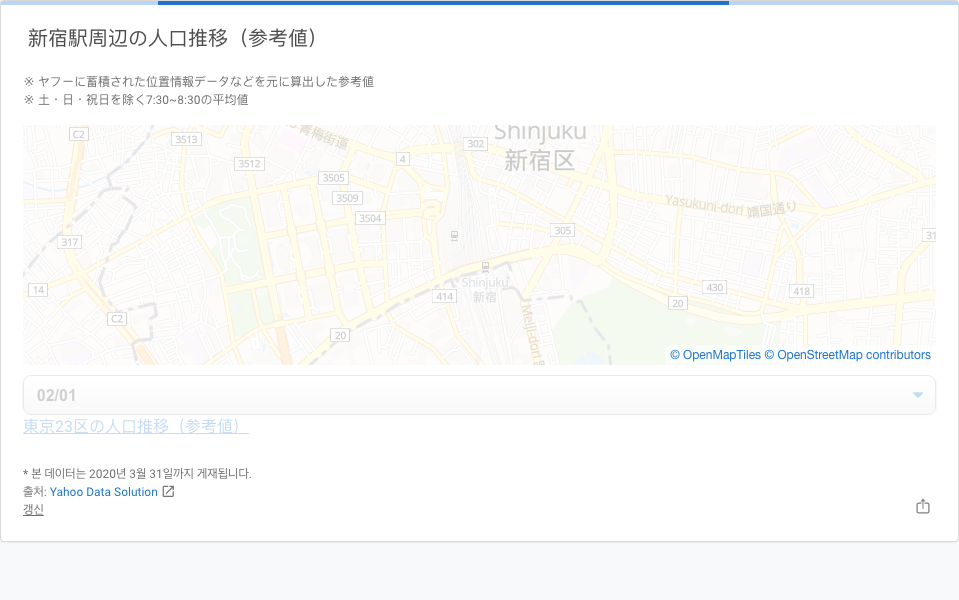 新宿駅周辺の人口推移（参考値）
※ ヤフーに蓄積された位置情報データなどを元に算出した参考値
※ 土・日・祝日を除く7:30~8:30の平均値
C2
3513
青梅街道
302
Shinjuku
新宿区
4
3512
3505
3509
3504
Yasukuni-dori 靖国通り
305
317
31
14
414
Shinjuku
新宿
430
418
20
C2
20
Meiji-dori
© OpenMapTiles © OpenStreetMap contributors
02/01
東京23区の人口推移（参考値）
* 본 데이터는 2020년 3월 31일까지 게재됩니다.
출처: Yahoo Data Solution
갱신